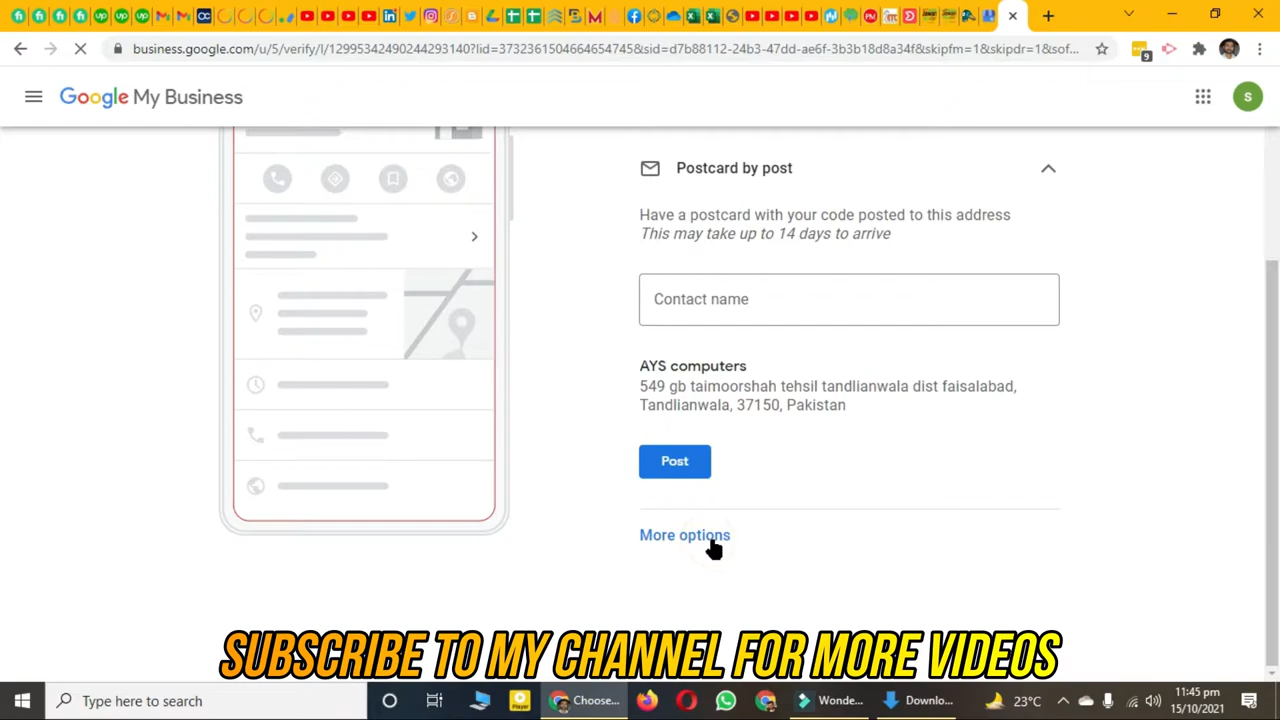 business.google.com/u/5/verify/l/12995342490244293140?lid=3732361504664654745&sid=d7b88112-24b3-47dd-ae6f-3b3b18d8a34f&skipfm=1&skipdr=1&sof...
9
Google My Business
S
Postcard by post
Have a postcard with your code posted to this address
This may take up to 14 days to arrive
Contact name
AYS computers
549 gb taimoorshah tehsil tandlianwala dist faisalabad,
Tandlianwala, 37150, Pakistan
Post
More options
SUBSCRIBE TO MY CHANNEL FOR MORE VIDEOS
Type here to search
Player
Choose...
Wonde...
Downlo...
23°C
11:45 pm
15/10/2021